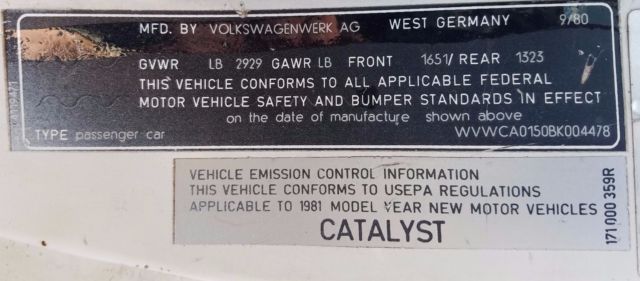 MFD. BY VOLKSWAGENWERK AG WEST GERMANY 9/80
GVWR LB 2929 GAWR LB FRONT 1651/ REAR 1323
THIS VEHICLE CONFORMS TO ALL APPLICABLE FEDERAL
MOTOR VEHICLE SAFETY AND BUMPER STANDARDS IN EFFECT
on the date of manufacture shown above
TYPE passenger car WVWCA0150BK004478
VEHICLE EMISSION CONTROL INFORMATION
THIS VEHICLE CONFORMS TO USEPA REGULATIONS
APPLICABLE TO 1981 MODEL YEAR NEW MOTOR VEHICLES
CATALYST
171 000 359R